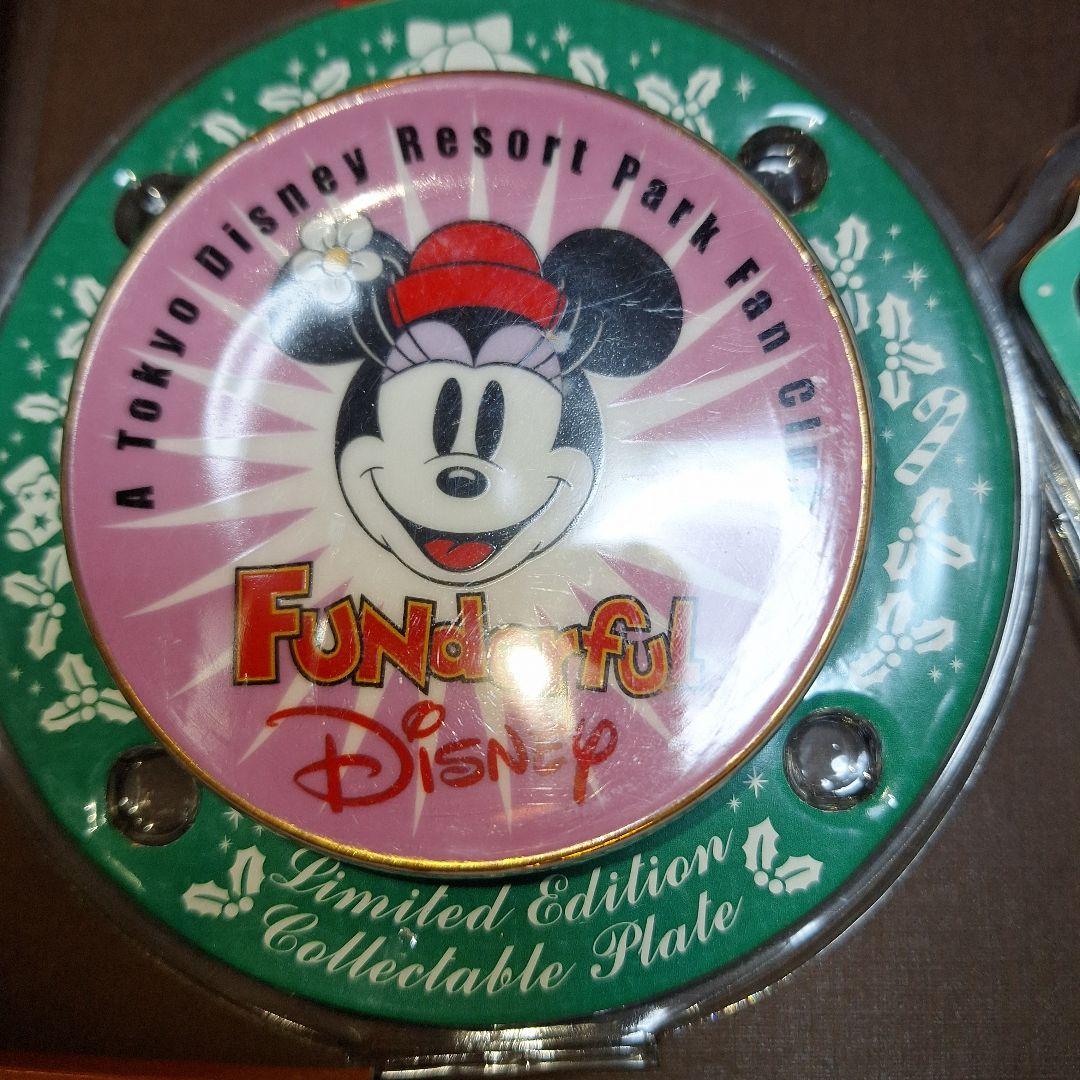 A Tokyo Disney Resort Park Fan Club
FUNderful
Disney
Limited Edition
Collectable Plate